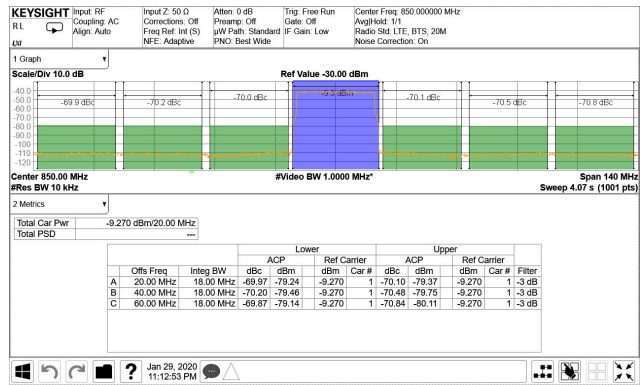 KEYSIGHT Input: RF Input Z: 50 Ω Atten: 0 dB Trig: Free Run Center Freq: 850.000000 MHz
RL Coupling: AC Corrections: Off Preamp: Off Gate: Off Avg|Hold: 1/1
Align: Auto Freq Ref: Int (S) µW Path: Standard IF Gain: Low Radio Std: LTE, BTS, 20M
LXI NFE: Adaptive PNO: Best Wide Noise Correction: On
1 Graph
Scale/Div 10.0 dB Ref Value -30.00 dBm
-40.0
-50.0
-60.0
-70.0
-80.0
-90.0
-100
-110
-120
-69.9 dBc -70.2 dBc -70.0 dBc -9.3 dBm -70.1 dBc -70.5 dBc -70.8 dBc
Center 850.00 MHz #Video BW 1.0000 MHz* Span 140 MHz
#Res BW 10 kHz Sweep 4.07 s (1001 pts)
2 Metrics
Total Car Pwr -9.270 dBm/20.00 MHz
Total PSD ---
Lower Upper
ACP Ref Carrier ACP Ref Carrier
Offs Freq Integ BW dBc dBm dBm Car # dBc dBm dBm Car # Filter
A 20.00 MHz 18.00 MHz -69.97 -79.24 -9.270 1 -70.10 -79.37 -9.270 1 -3 dB
B 40.00 MHz 18.00 MHz -70.20 -79.46 -9.270 1 -70.48 -79.75 -9.270 1 -3 dB
C 60.00 MHz 18.00 MHz -69.87 -79.14 -9.270 1 -70.84 -80.11 -9.270 1 -3 dB
? Jan 29, 2020
11:12:53 PM